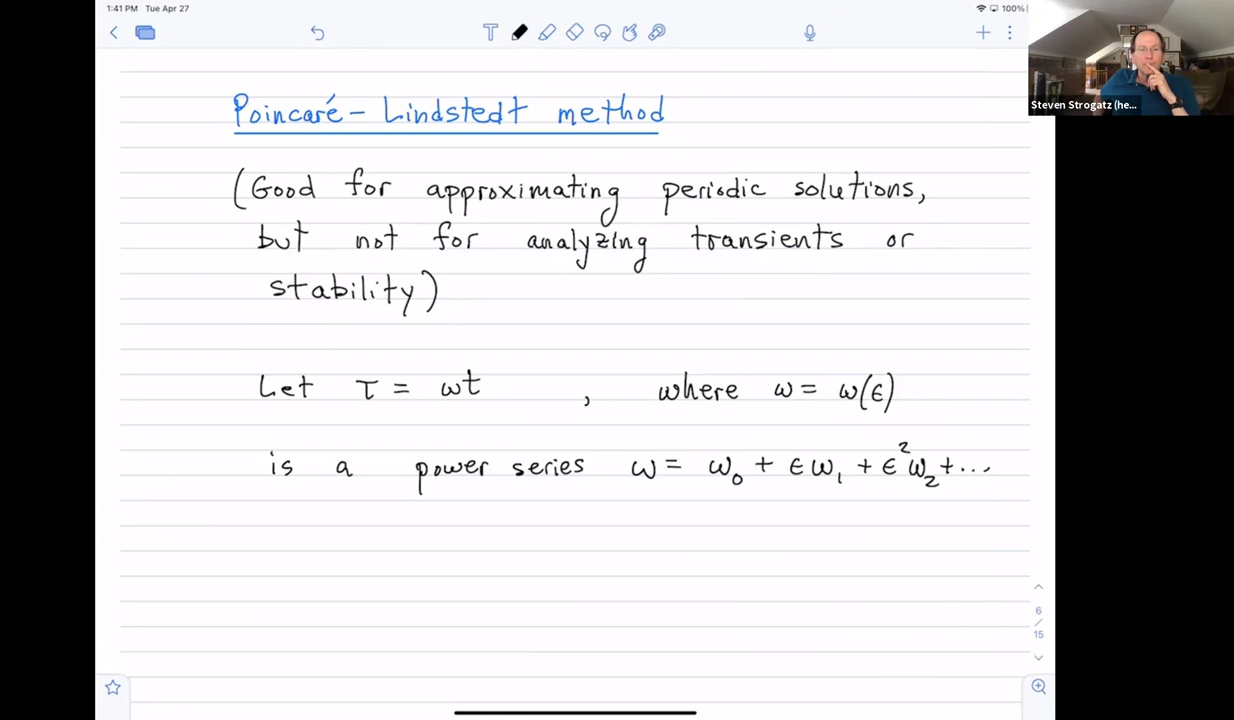 1:41 PM Tue Apr 27
100%
Steven Strogatz (he...
Poincaré - Lindstedt method
(Good for approximating periodic solutions,
but not for analyzing transients or
stability)
Let τ = ωt , where ω = ω(ε)
is a power series ω = ω₀ + εω₁ + ε²ω₂ + ...
6
/
15